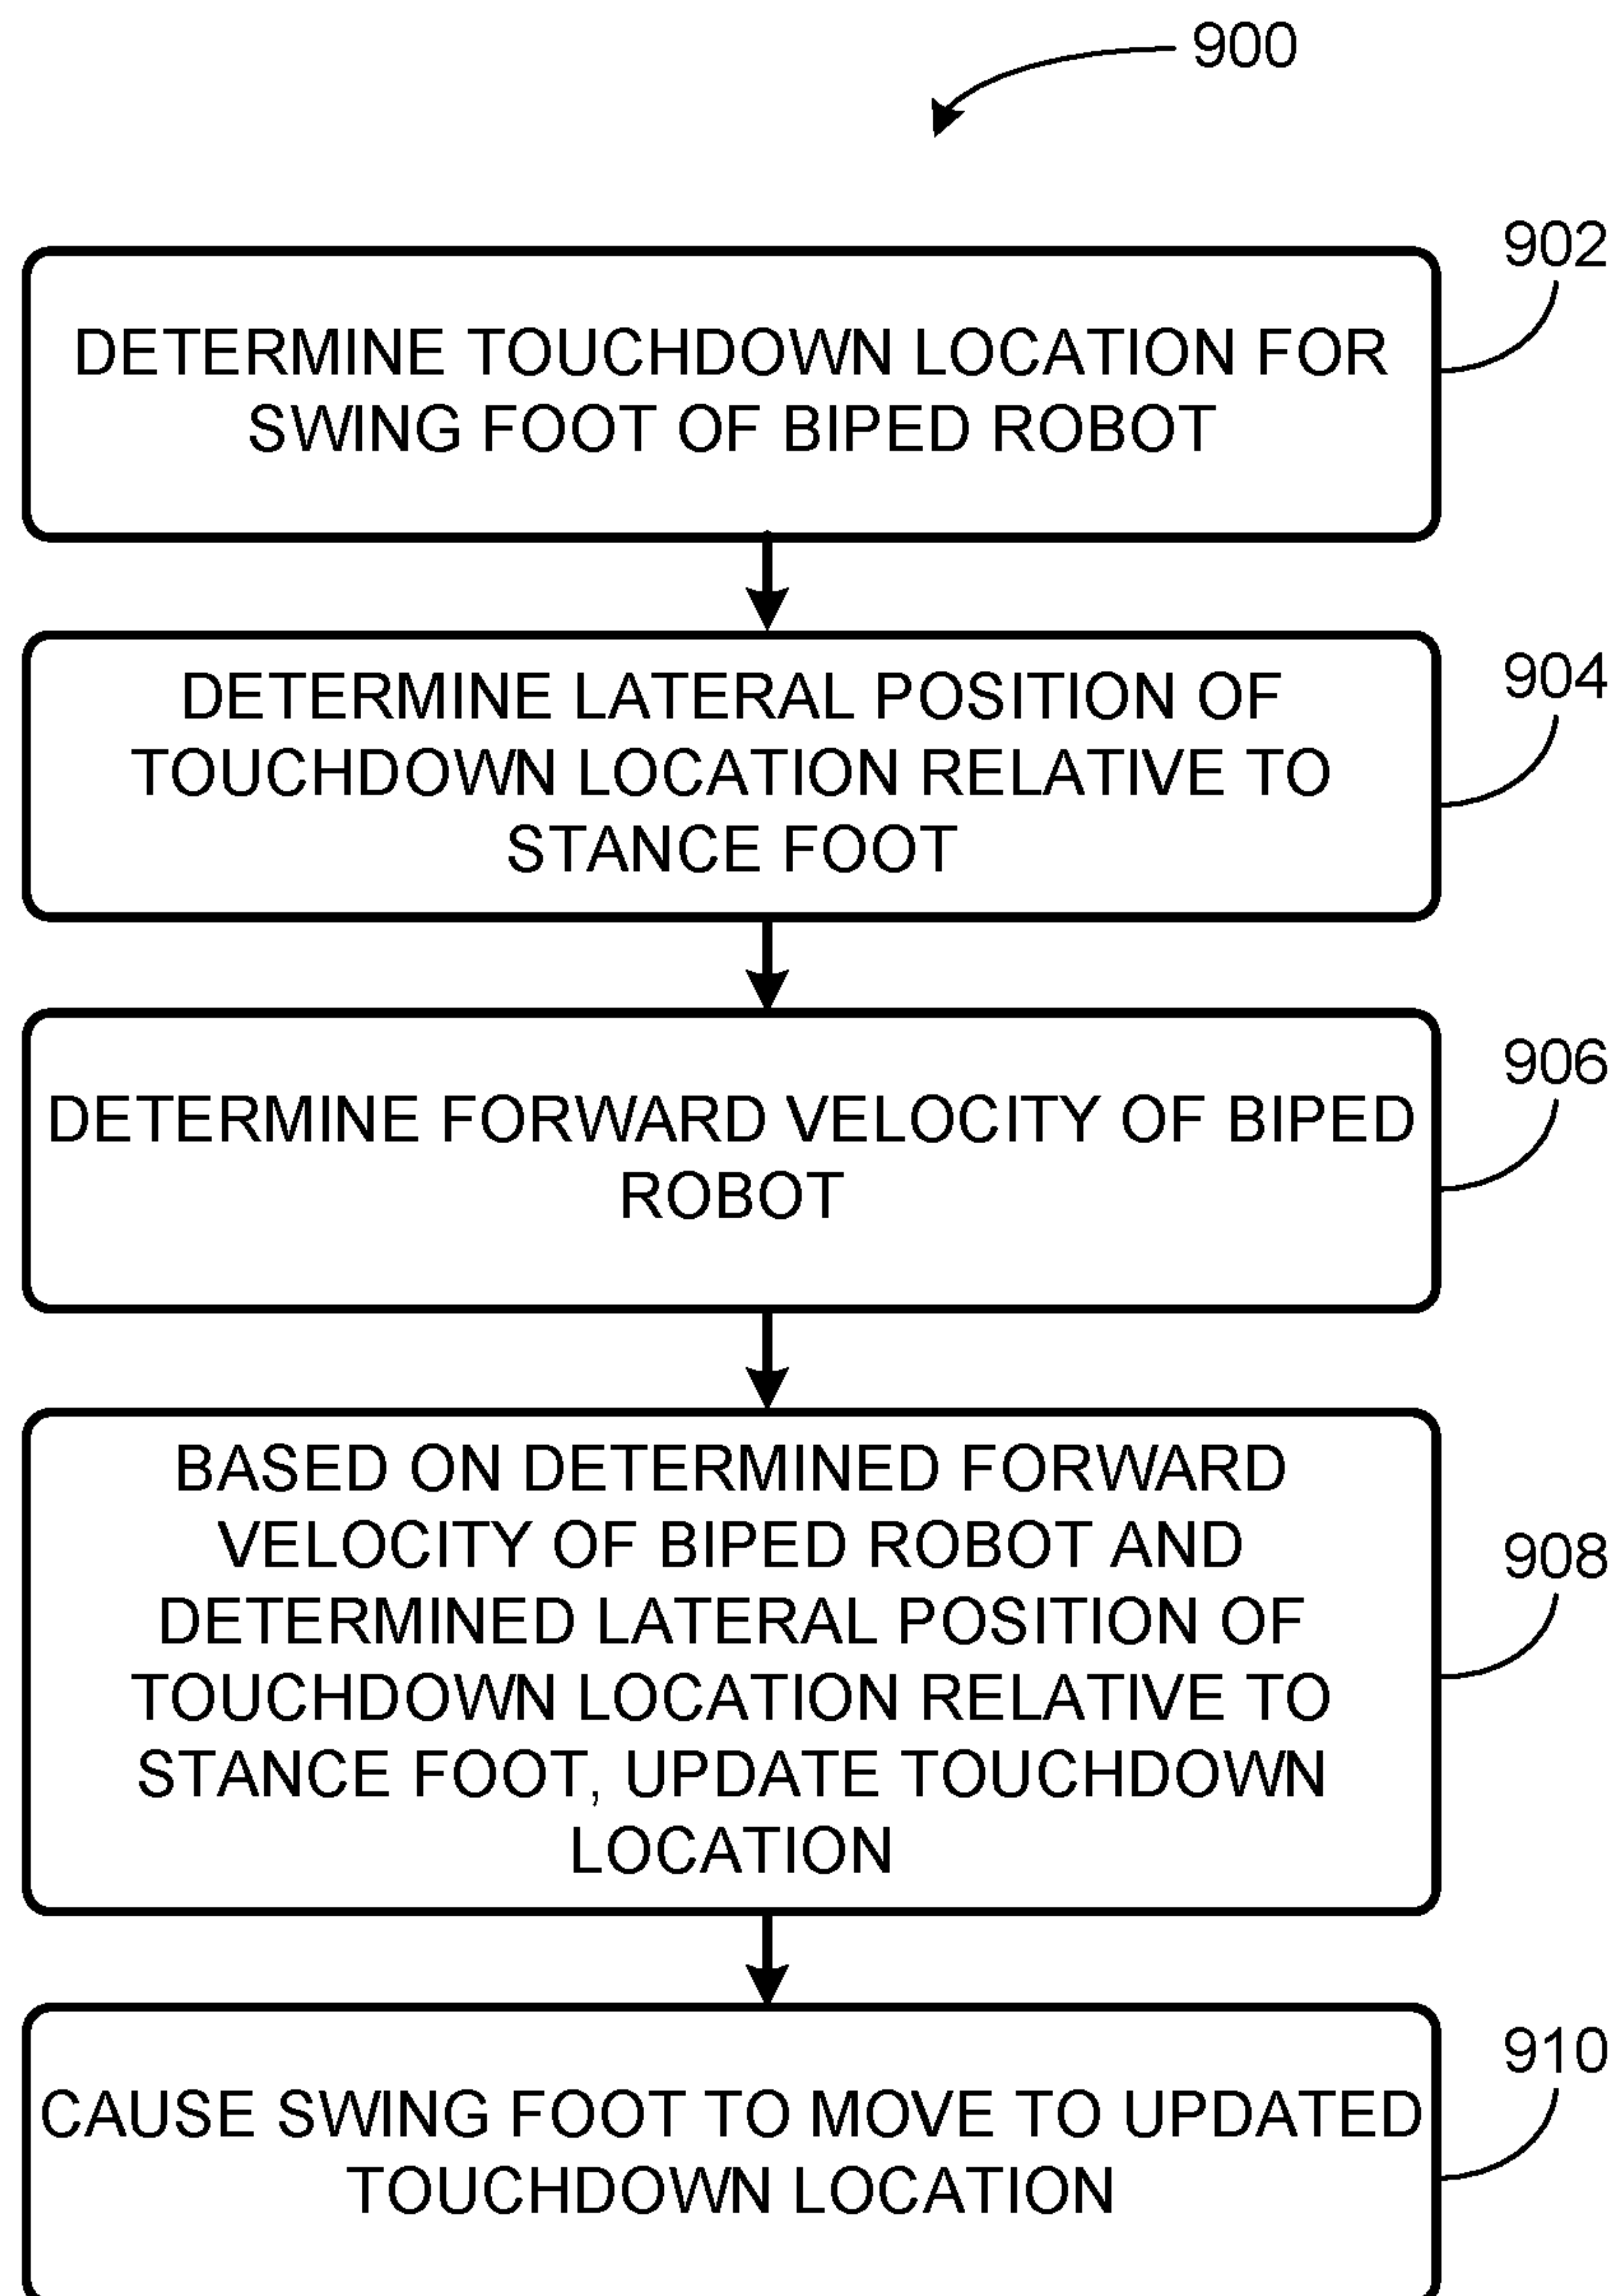 900
902
DETERMINE TOUCHDOWN LOCATION FOR
SWING FOOT OF BIPED ROBOT
904
DETERMINE LATERAL POSITION OF
TOUCHDOWN LOCATION RELATIVE TO
STANCE FOOT
906
DETERMINE FORWARD VELOCITY OF BIPED
ROBOT
908
BASED ON DETERMINED FORWARD
VELOCITY OF BIPED ROBOT AND
DETERMINED LATERAL POSITION OF
TOUCHDOWN LOCATION RELATIVE TO
STANCE FOOT, UPDATE TOUCHDOWN
LOCATION
910
CAUSE SWING FOOT TO MOVE TO UPDATED
TOUCHDOWN LOCATION